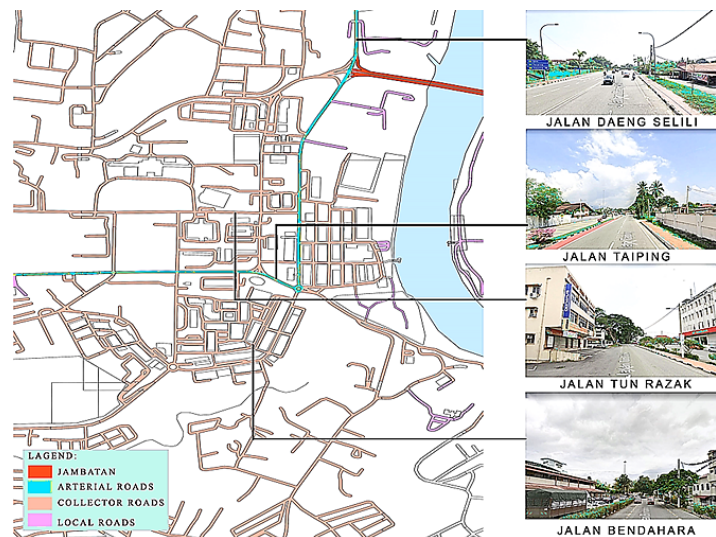 JALAN DAENG SELILI
JALAN TAIPING
JALAN TUN RAZAK
JALAN BENDAHARA
LAGEND:
JAMBATAN
ARTERIAL ROADS
COLLECTOR ROADS
LOCAL ROADS